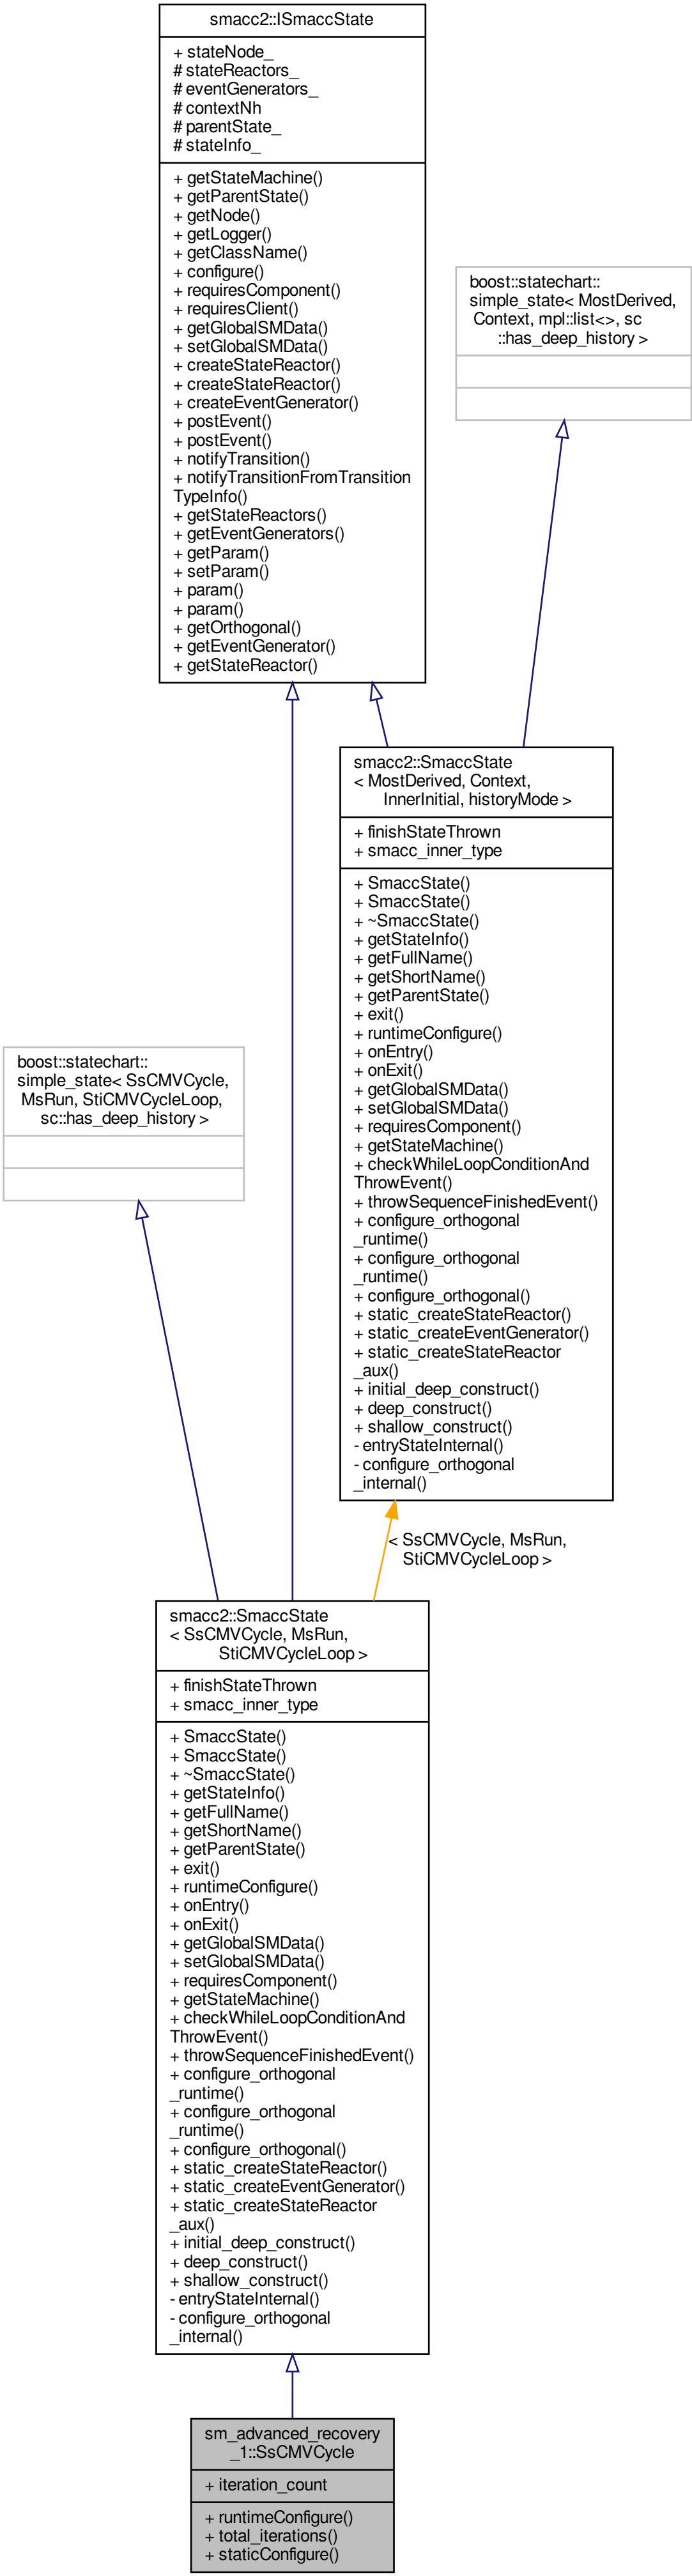 smacc2::ISmaccState
+ stateNode_
# stateReactors_
# eventGenerators_
# contextNh
# parentState_
# stateInfo_
+ getStateMachine()
+ getParentState()
+ getNode()
+ getLogger()
+ getClassName()
+ configure()
+ requiresComponent()
+ requiresClient()
+ getGlobalSMData()
+ setGlobalSMData()
+ createStateReactor()
+ createStateReactor()
+ createEventGenerator()
+ postEvent()
+ postEvent()
+ notifyTransition()
+ notifyTransitionFromTransition
TypeInfo()
+ getStateReactors()
+ getEventGenerators()
+ getParam()
+ setParam()
+ param()
+ param()
+ getOrthogonal()
+ getEventGenerator()
+ getStateReactor()
boost::statechart::
simple_state< MostDerived,
Context, mpl::list<>, sc
::has_deep_history >
smacc2::SmaccState
< MostDerived, Context,
InnerInitial, historyMode >
+ finishStateThrown
+ smacc_inner_type
+ SmaccState()
+ SmaccState()
+ ~SmaccState()
+ getStateInfo()
+ getFullName()
+ getShortName()
+ getParentState()
+ exit()
+ runtimeConfigure()
+ onEntry()
+ onExit()
+ getGlobalSMData()
+ setGlobalSMData()
+ requiresComponent()
+ getStateMachine()
+ checkWhileLoopConditionAnd
ThrowEvent()
+ throwSequenceFinishedEvent()
+ configure_orthogonal
_runtime()
+ configure_orthogonal
_runtime()
+ configure_orthogonal()
+ static_createStateReactor()
+ static_createEventGenerator()
+ static_createStateReactor
_aux()
+ initial_deep_construct()
+ deep_construct()
+ shallow_construct()
- entryStateInternal()
- configure_orthogonal
_internal()
boost::statechart::
simple_state< SsCMVCycle,
MsRun, StiCMVCycleLoop,
sc::has_deep_history >
< SsCMVCycle, MsRun,
StiCMVCycleLoop >
smacc2::SmaccState
< SsCMVCycle, MsRun,
StiCMVCycleLoop >
+ finishStateThrown
+ smacc_inner_type
+ SmaccState()
+ SmaccState()
+ ~SmaccState()
+ getStateInfo()
+ getFullName()
+ getShortName()
+ getParentState()
+ exit()
+ runtimeConfigure()
+ onEntry()
+ onExit()
+ getGlobalSMData()
+ setGlobalSMData()
+ requiresComponent()
+ getStateMachine()
+ checkWhileLoopConditionAnd
ThrowEvent()
+ throwSequenceFinishedEvent()
+ configure_orthogonal
_runtime()
+ configure_orthogonal
_runtime()
+ configure_orthogonal()
+ static_createStateReactor()
+ static_createEventGenerator()
+ static_createStateReactor
_aux()
+ initial_deep_construct()
+ deep_construct()
+ shallow_construct()
- entryStateInternal()
- configure_orthogonal
_internal()
sm_advanced_recovery
_1::SsCMVCycle
+ iteration_count
+ runtimeConfigure()
+ total_iterations()
+ staticConfigure()